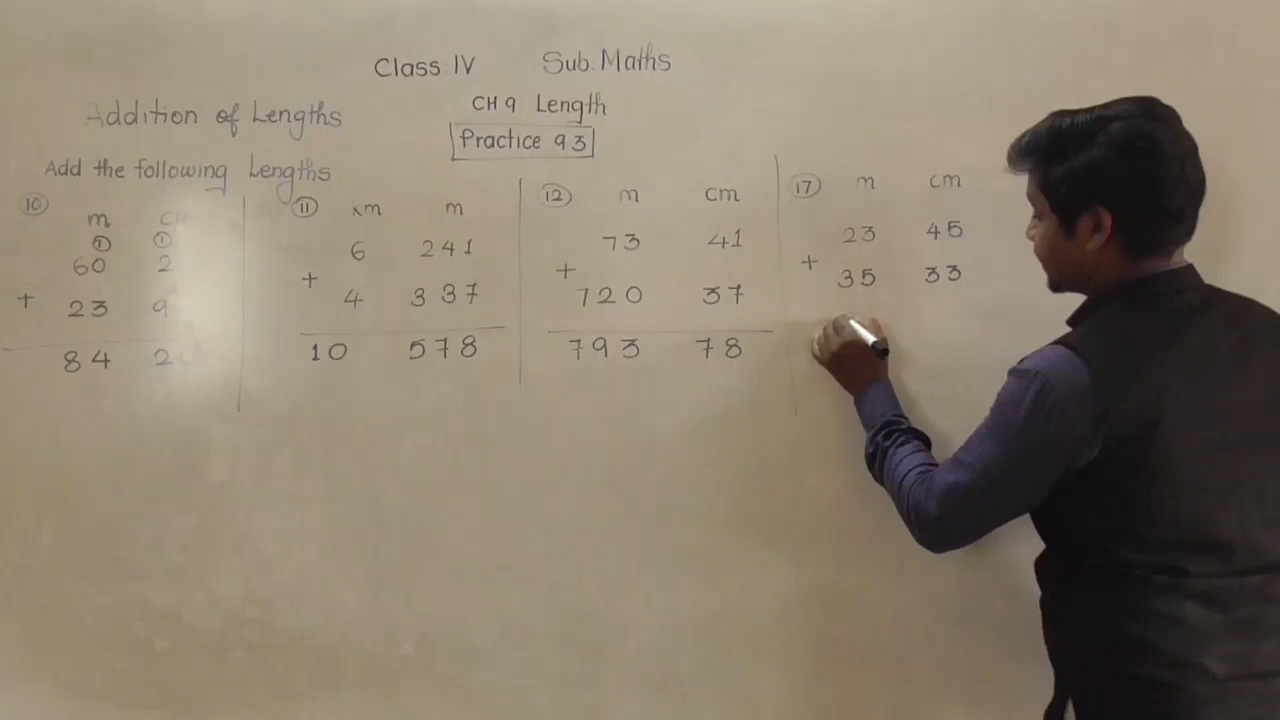 Class IV Sub. Maths
Addition of Lengths
CH 9 Length
Practice 9 3
Add the following Lengths
10
m
1 1
60 2
+ 23 9
84 2
11 km m
6 241
+ 4 337
10 578
12 m cm
73 41
+ 720 37
793 78
17 m cm
23 45
+ 35 33